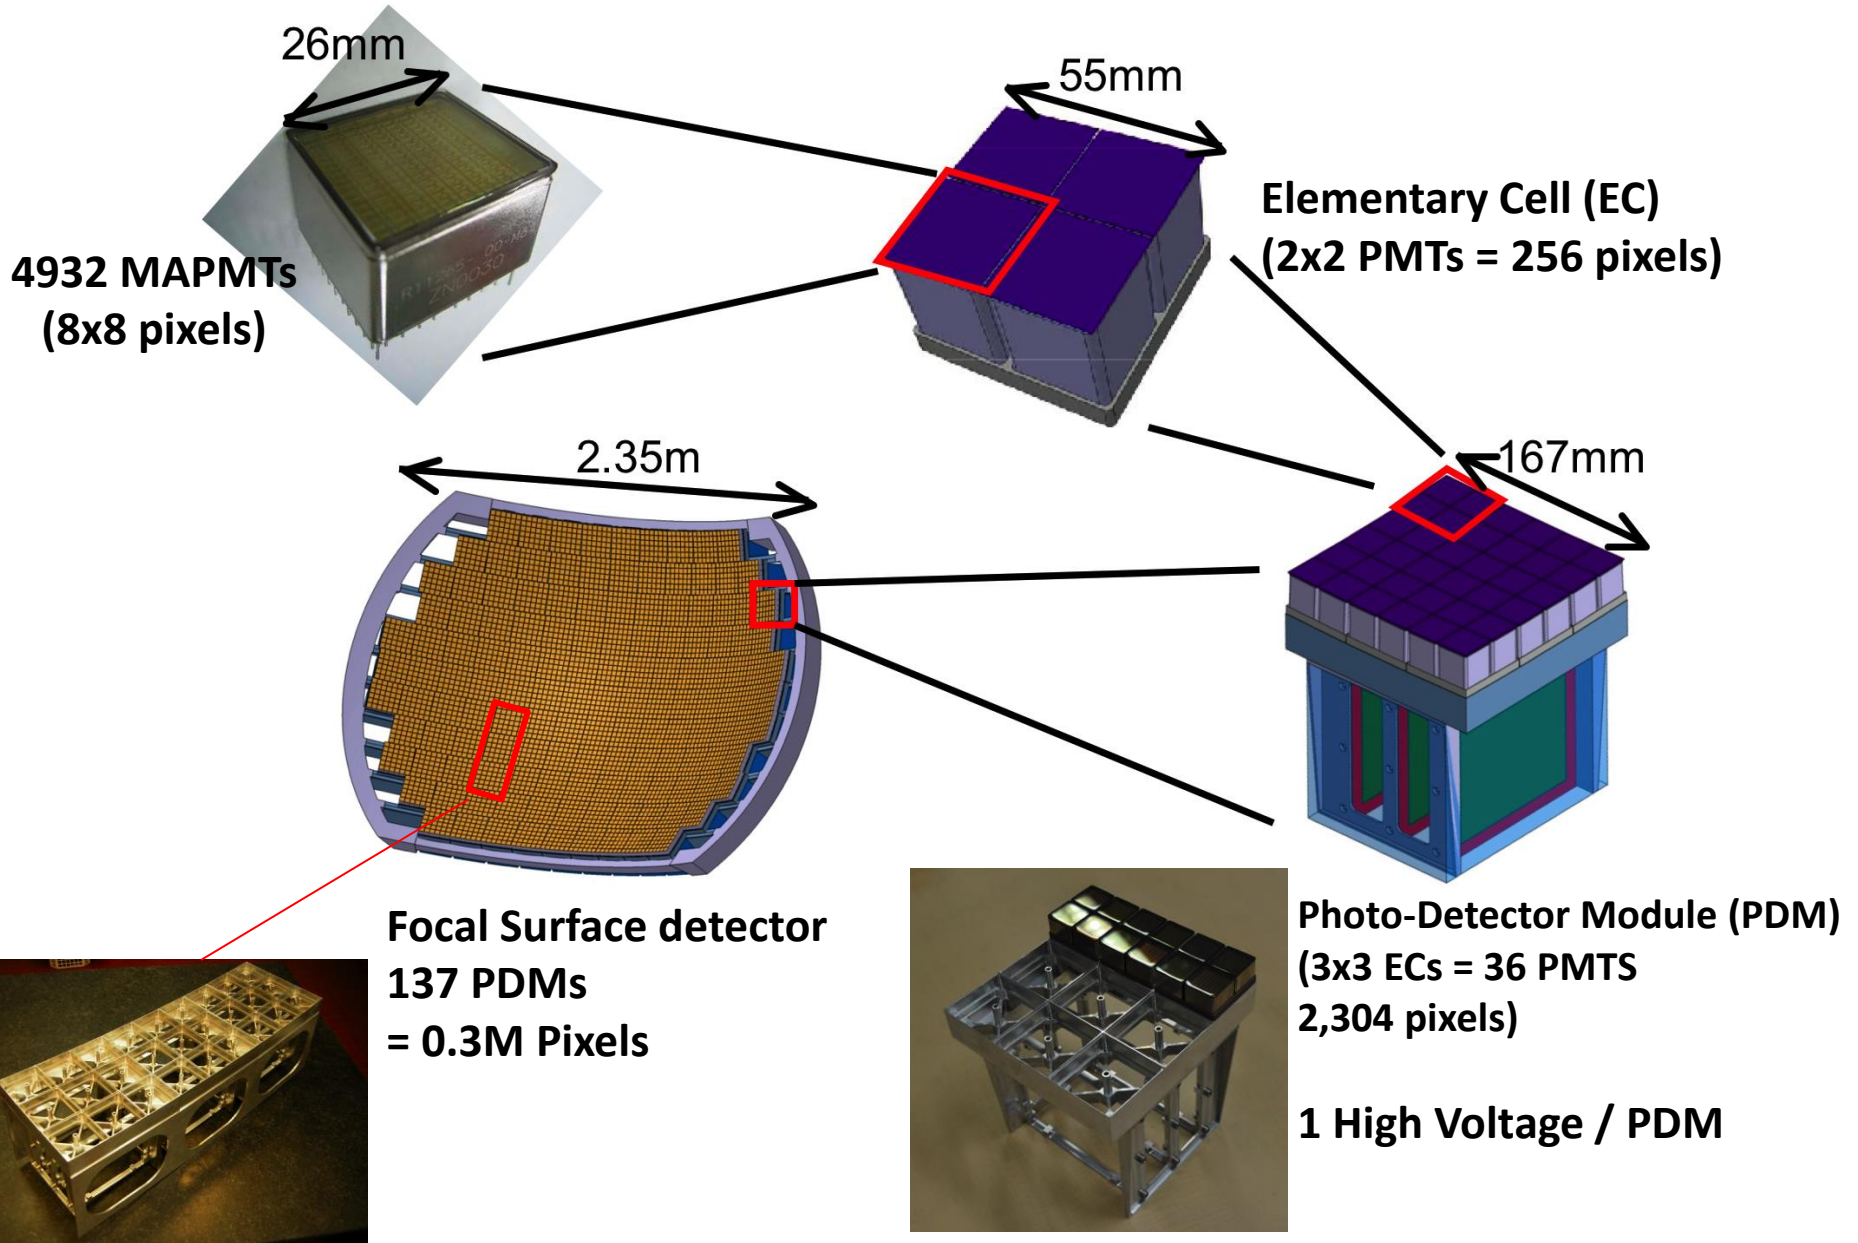 26mm
55mm
Elementary Cell (EC)
(2x2 PMTs = 256 pixels)
4932 MAPMTs
(8x8 pixels)
ZN0030
2.35m
167mm
Focal Surface detector
137 PDMs
= 0.3M Pixels
Photo-Detector Module (PDM)
(3x3 ECs = 36 PMTS
2,304 pixels)
1 High Voltage / PDM